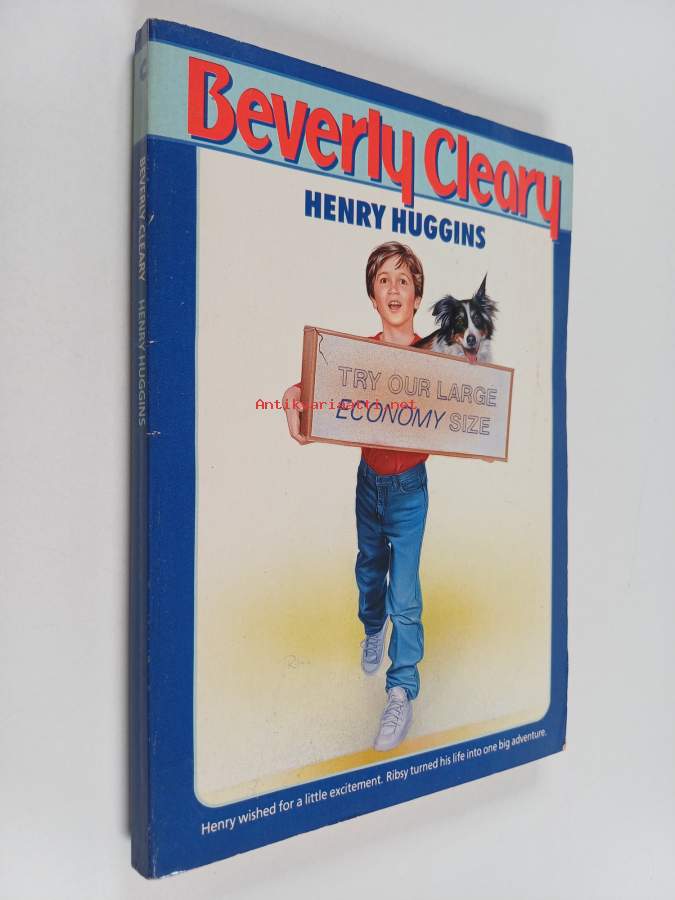 Beverly Cleary
HENRY HUGGINS
TRY OUR LARGE
ECONOMY SIZE
Antikvariaatti.net
Henry wished for a little excitement. Ribsy turned his life into one big adventure.
BEVERLY CLEARY HENRY HUGGINS